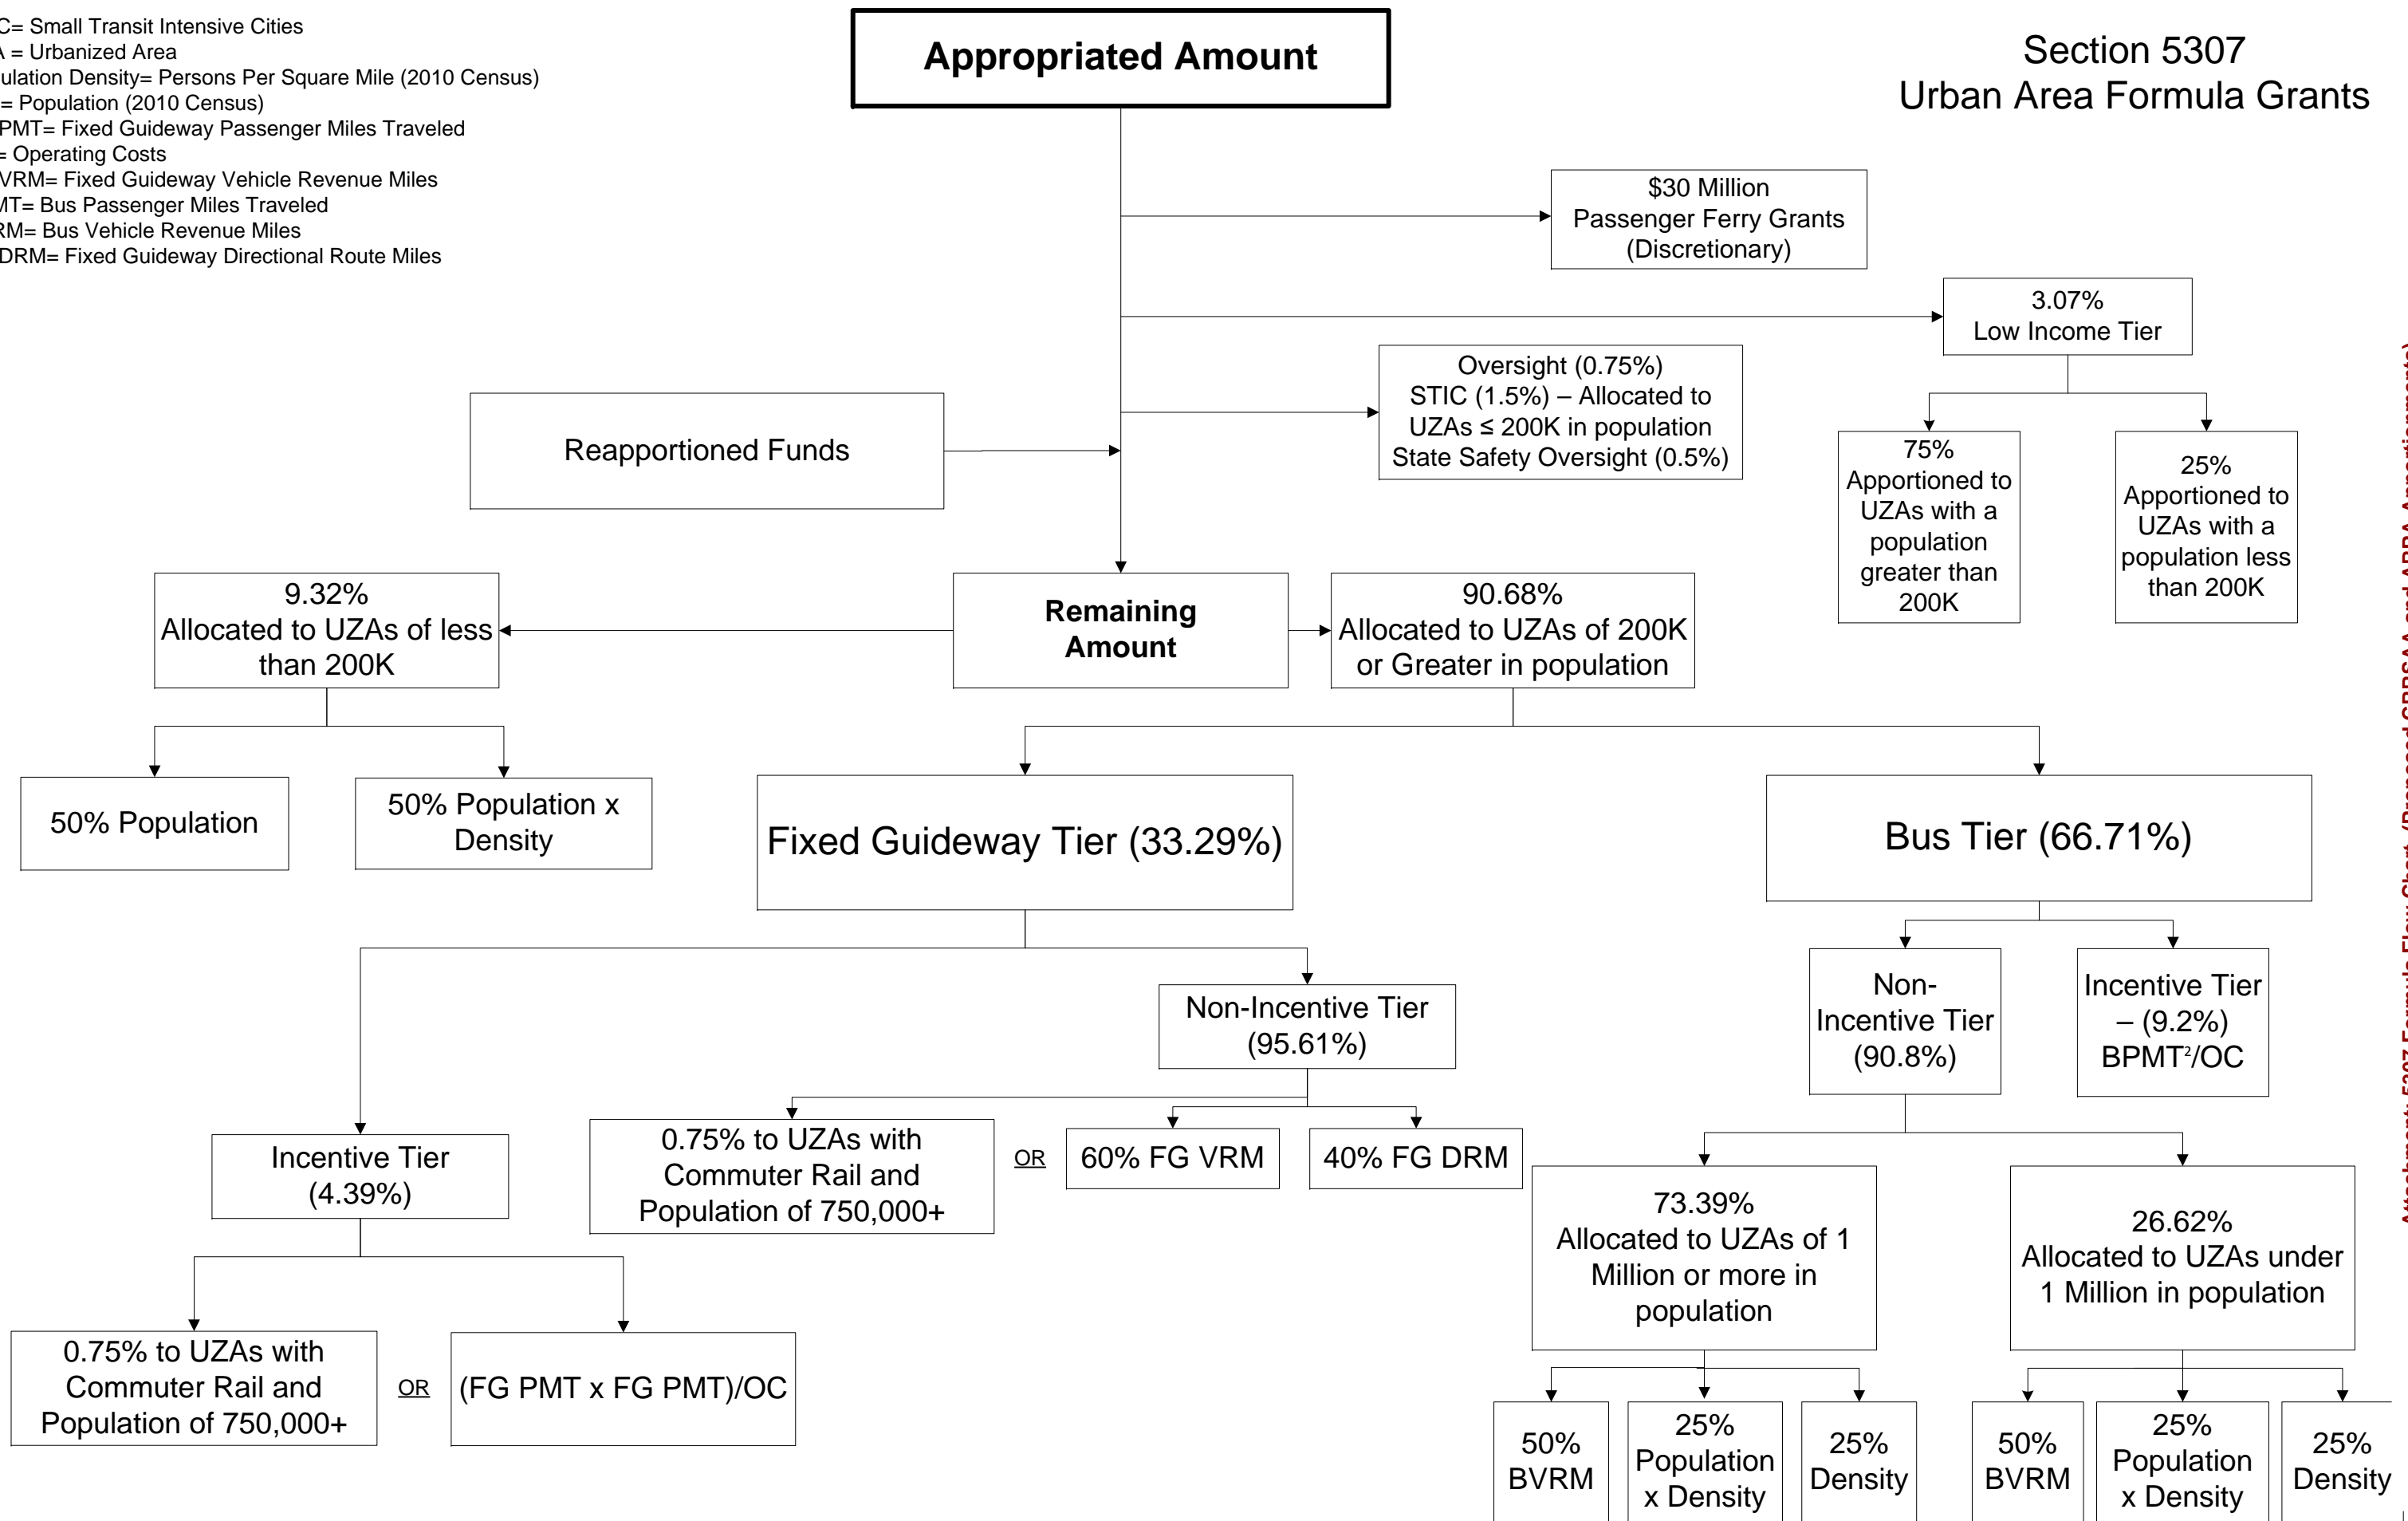 C= Small Transit Intensive Cities
= Urbanized Area
Population Density= Persons Per Square Mile (2010 Census)
= Population (2010 Census)
PMT= Fixed Guideway Passenger Miles Traveled
= Operating Costs
VRM= Fixed Guideway Vehicle Revenue Miles
MT= Bus Passenger Miles Traveled
RM= Bus Vehicle Revenue Miles
DRM= Fixed Guideway Directional Route Miles
Appropriated Amount
Section 5307
Urban Area Formula Grants
$30 Million
Passenger Ferry Grants
(Discretionary)
3.07%
Low Income Tier
Oversight (0.75%)
STIC (1.5%) – Allocated to
UZAs ≤ 200K in population
State Safety Oversight (0.5%)
Reapportioned Funds
75%
Apportioned to
UZAs with a
population
greater than
200K
25%
Apportioned to
UZAs with a
population less
than 200K
9.32%
Allocated to UZAs of less
than 200K
Remaining
Amount
90.68%
Allocated to UZAs of 200K
or Greater in population
50% Population
50% Population x
Density
Fixed Guideway Tier (33.29%)
Bus Tier (66.71%)
Non-Incentive Tier
(95.61%)
Non-
Incentive Tier
(90.8%)
Incentive Tier
– (9.2%)
BPMT²/OC
Incentive Tier
(4.39%)
0.75% to UZAs with
Commuter Rail and
Population of 750,000+
OR
60% FG VRM
40% FG DRM
73.39%
Allocated to UZAs of 1
Million or more in
population
26.62%
Allocated to UZAs under
1 Million in population
0.75% to UZAs with
Commuter Rail and
Population of 750,000+
OR
(FG PMT x FG PMT)/OC
50%
BVRM
25%
Population
x Density
25%
Density
50%
BVRM
25%
Population
x Density
25%
Density